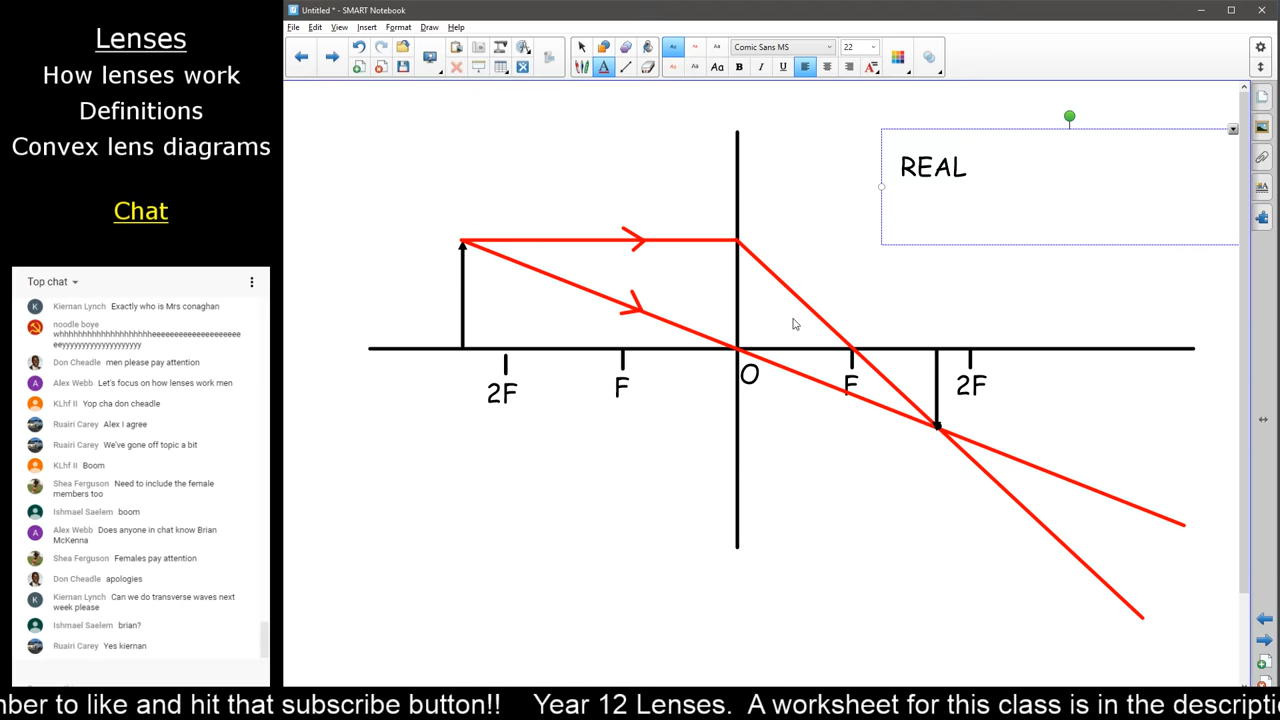 Lenses
How lenses work
Definitions
Convex lens diagrams
Chat
Top chat
Kiernan Lynch Exactly who is Mrs conaghan
noodle boye
whhhhhhhhhhhhhhhhhhhheeeeeeeeeeeeeeeeeeee
eeyyyyyyyyyyyyyyyyyyyyy
Don Cheadle men please pay attention
Alex Webb Let's focus on how lenses work men
KLhf II Yop cha don cheadle
Ruairi Carey Alex I agree
Ruairi Carey We've gone off topic a bit
KLhf II Boom
Shea Ferguson Need to include the female
members too
Ishmael Saelem boom
Alex Webb Does anyone in chat know Brian
McKenna
Shea Ferguson Females pay attention
Don Cheadle apologies
Kiernan Lynch Can we do transverse waves next
week please
Ishmael Saelem brian?
Ruairi Carey Yes kiernan
Untitled * - SMART Notebook
File Edit View Insert Format Draw Help
Comic Sans MS 22
REAL
2F F O F 2F
mber to like and hit that subscribe button!! Year 12 Lenses. A worksheet for this class is in the descripti